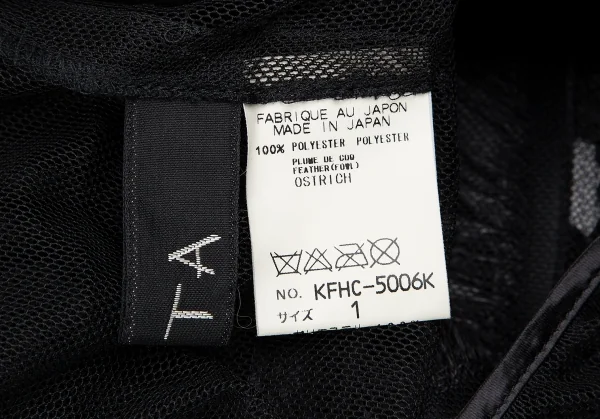 FABRIQUE AU JAPON
MADE IN JAPAN
100% POLYESTER POLYESTER
PLUME DE COQ
FEATHER(FOWL)
OSTRICH
NO. KFHC-5006K
サイズ 1
TA